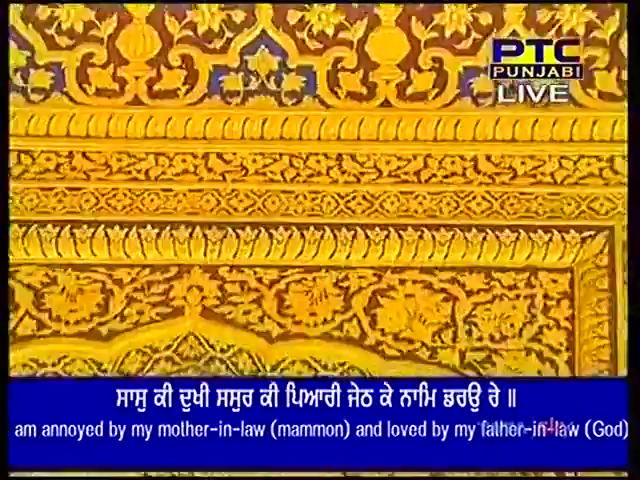 PTC
PUNJABI
LIVE
ਸਾਸੁ ਕੀ ਦੁਖੀ ਸਸੁਰ ਕੀ ਪਿਆਰੀ ਜੇਠ ਕੇ ਨਾਮਿ ਡਰਉ ਰੇ ॥
am annoyed by my mother-in-law (mammon) and loved by my father-in-law (God)